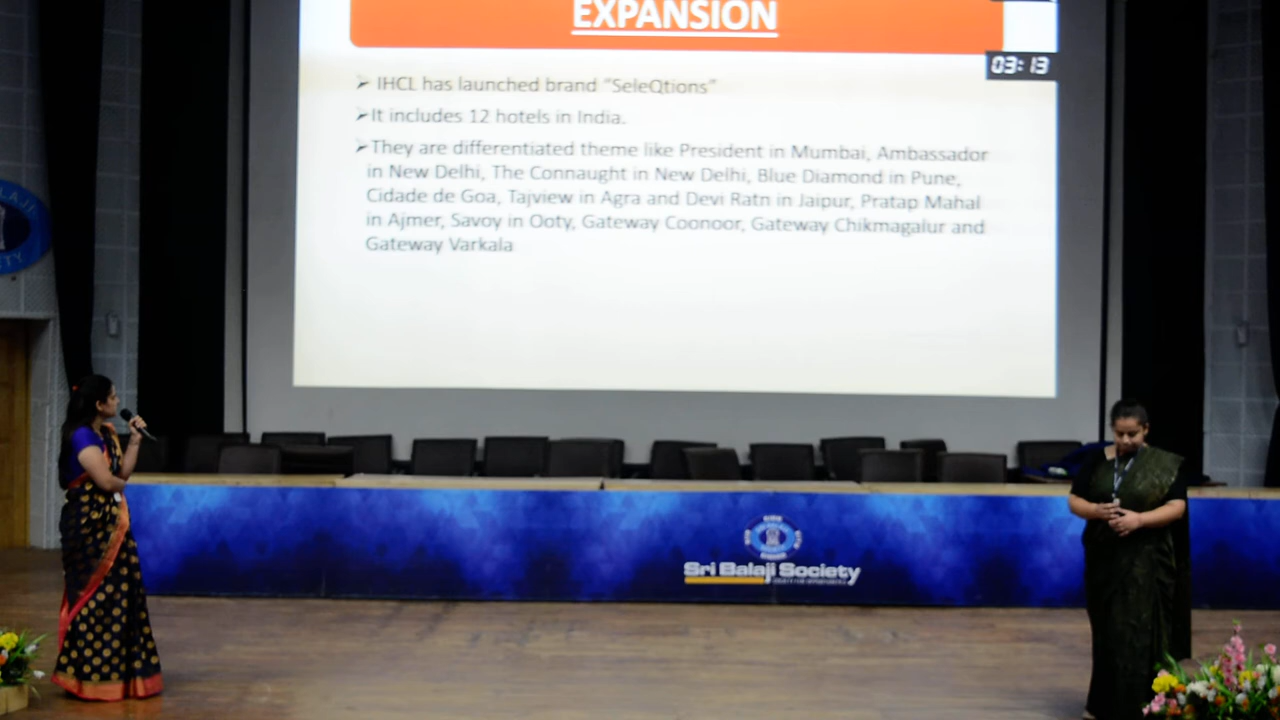 EXPANSION
03:13
➢ IHCL has launched brand “SeleQtions”
➢ It includes 12 hotels in India.
➢ They are differentiated theme like President in Mumbai, Ambassador
in New Delhi, The Connaught in New Delhi, Blue Diamond in Pune,
Cidade de Goa, Tajview in Agra and Devi Ratn in Jaipur, Pratap Mahal
in Ajmer, Savoy in Ooty, Gateway Coonoor, Gateway Chikmagalur and
Gateway Varkala
Sri Balaji Society